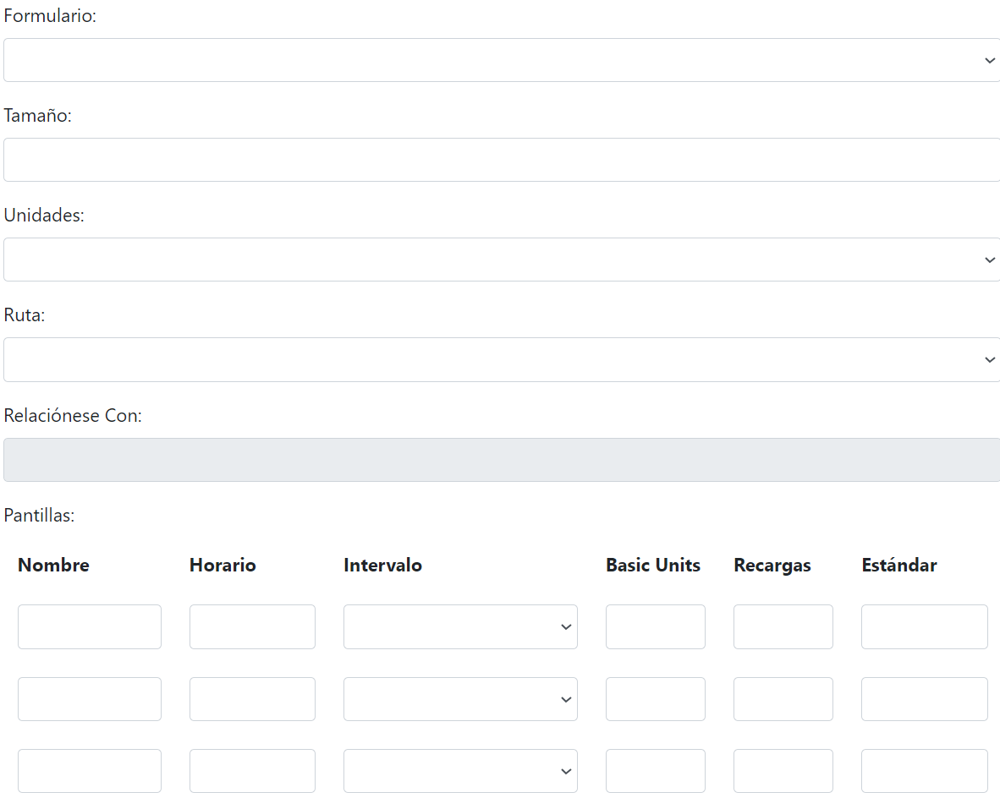 Formulario:
Tamaño:
Unidades:
Ruta:
Relaciónese Con:
Pantillas:
Nombre Horario Intervalo Basic Units Recargas Estándar